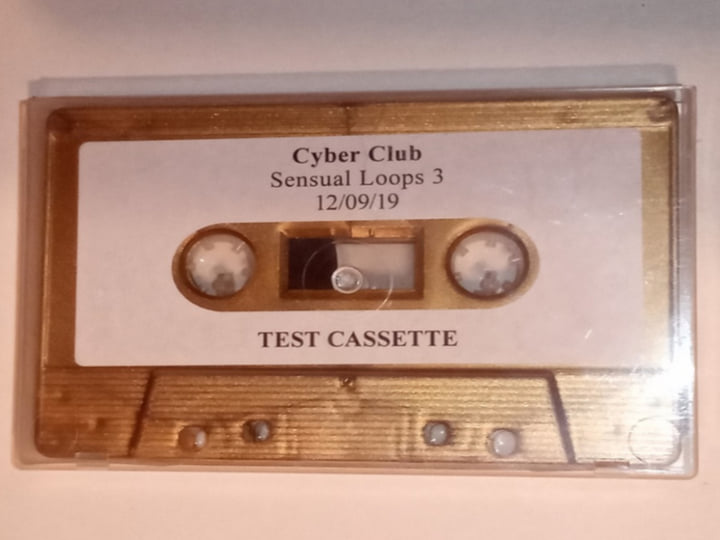 Cyber Club
Sensual Loops 3
12/09/19
TEST CASSETTE